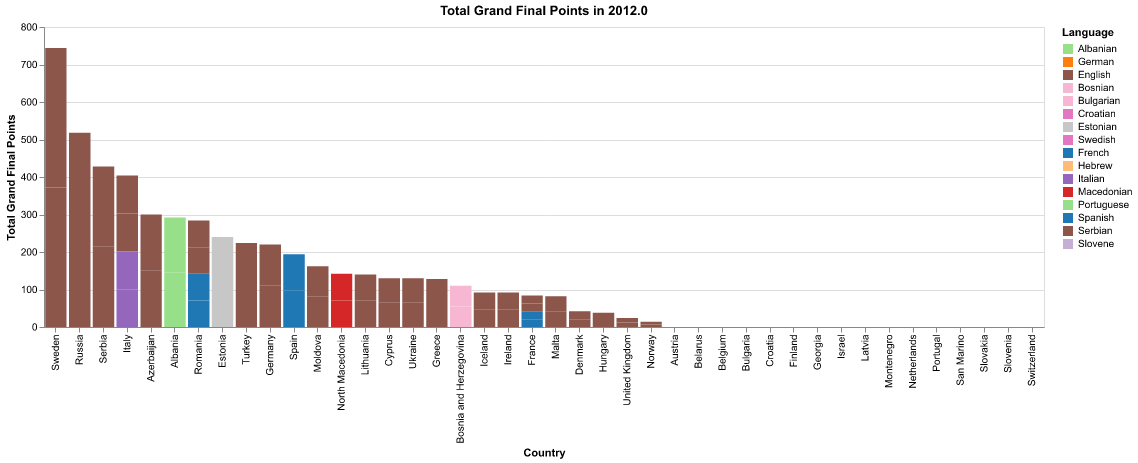 Total Grand Final Points in 2012.0
Total Grand Final Points
800
700
600
500
400
300
200
100
0
Sweden
Russia
Serbia
Italy
Azerbaijan
Albania
Romania
Estonia
Turkey
Germany
Spain
Moldova
North Macedonia
Lithuania
Cyprus
Ukraine
Greece
Bosnia and Herzegovina
Iceland
Ireland
France
Malta
Denmark
Hungary
United Kingdom
Norway
Austria
Belarus
Belgium
Bulgaria
Croatia
Finland
Georgia
Israel
Latvia
Montenegro
Netherlands
Portugal
San Marino
Slovakia
Slovenia
Switzerland
Country
Language
Albanian
German
English
Bosnian
Bulgarian
Croatian
Estonian
Swedish
French
Hebrew
Italian
Macedonian
Portuguese
Spanish
Serbian
Slovene